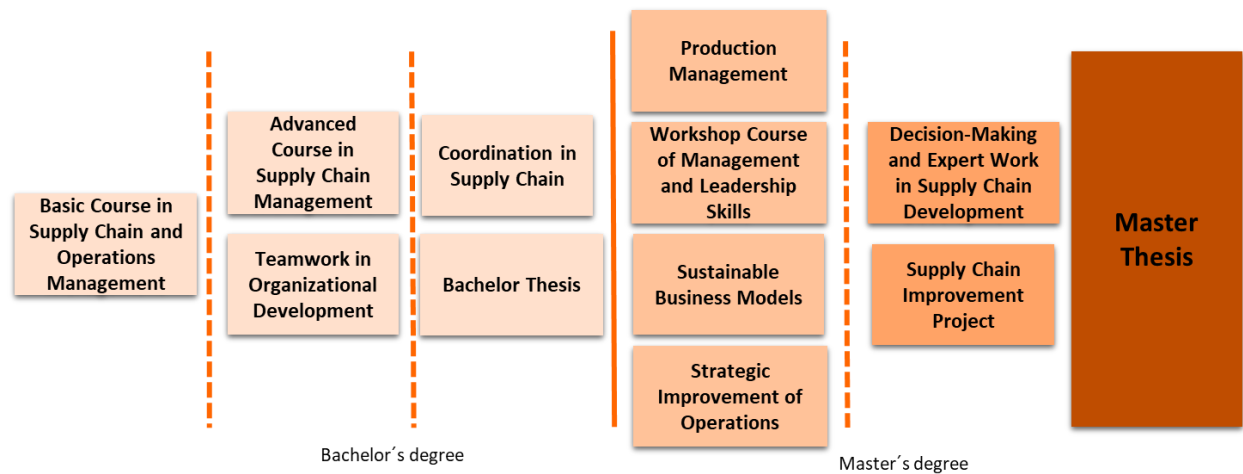 Basic Course in
Supply Chain and
Operations
Management
Advanced
Course in
Supply Chain
Management
Teamwork in
Organizational
Development
Coordination in
Supply Chain
Bachelor Thesis
Production
Management
Workshop Course
of Management
and Leadership
Skills
Sustainable
Business Models
Strategic
Improvement of
Operations
Decision-Making
and Expert Work
in Supply Chain
Development
Supply Chain
Improvement
Project
Master
Thesis
Bachelor´s degree
Master´s degree